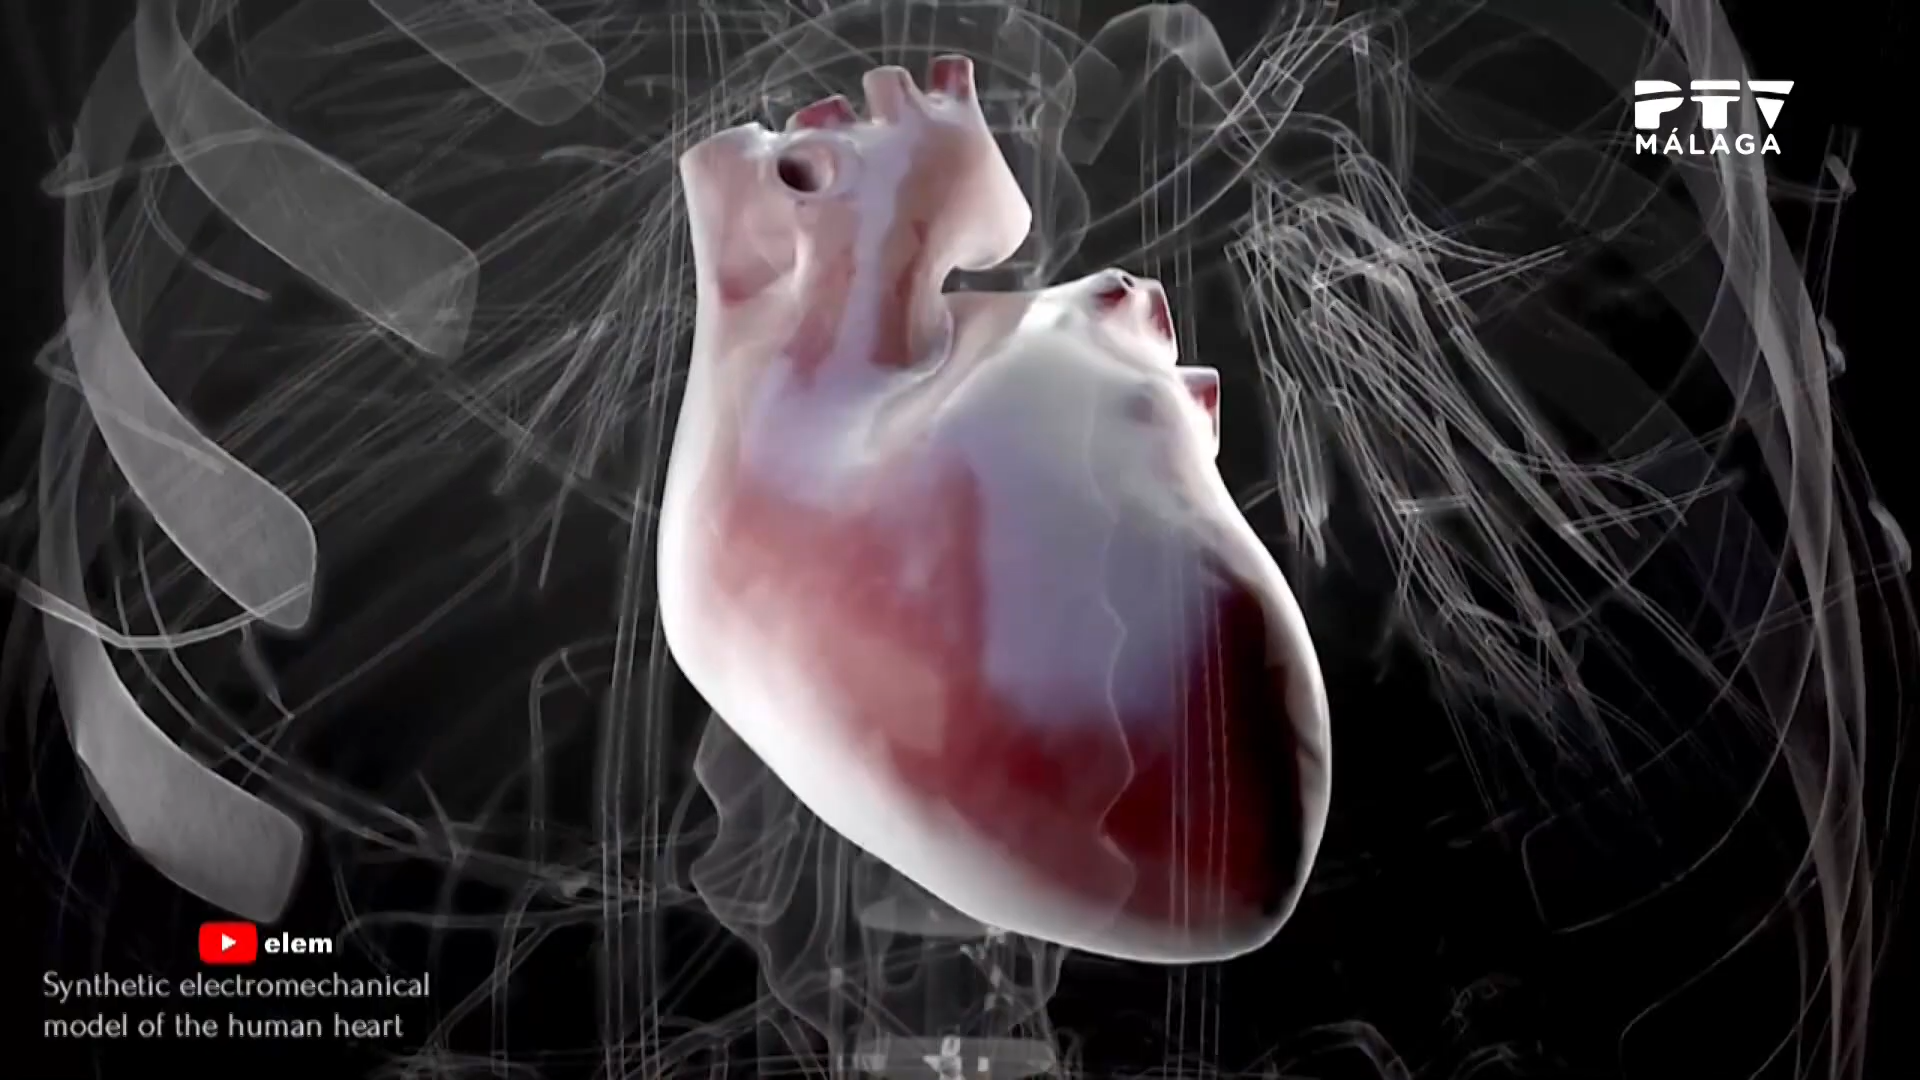 PTV
MÁLAGA
elem
Synthetic electromechanical
model of the human heart